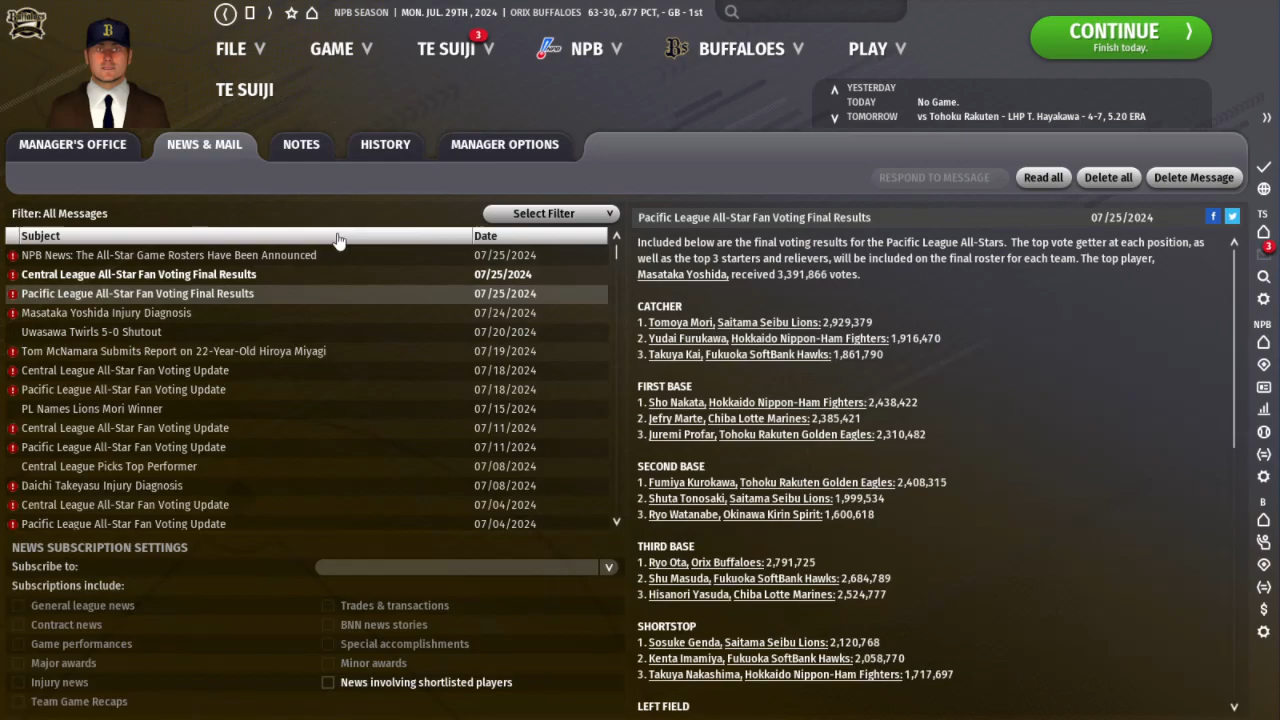 Buffaloes
NPB SEASON | MON. JUL. 29TH , 2024 | ORIX BUFFALOES 63-30, .677 PCT, - GB - 1st
FILE GAME TE SUIJI 3 NPB Bs BUFFALOES PLAY
TE SUIJI
CONTINUE
Finish today.
YESTERDAY
TODAY No Game.
TOMORROW vs Tohoku Rakuten - LHP T. Hayakawa - 4-7, 5.20 ERA
MANAGER'S OFFICE NEWS & MAIL NOTES HISTORY MANAGER OPTIONS
RESPOND TO MESSAGE Read all Delete all Delete Message
Filter: All Messages Select Filter
Subject Date
NPB News: The All-Star Game Rosters Have Been Announced 07/25/2024
Central League All-Star Fan Voting Final Results 07/25/2024
Pacific League All-Star Fan Voting Final Results 07/25/2024
Masataka Yoshida Injury Diagnosis 07/24/2024
Uwasawa Twirls 5-0 Shutout 07/20/2024
Tom McNamara Submits Report on 22-Year-Old Hiroya Miyagi 07/19/2024
Central League All-Star Fan Voting Update 07/18/2024
Pacific League All-Star Fan Voting Update 07/18/2024
PL Names Lions Mori Winner 07/15/2024
Central League All-Star Fan Voting Update 07/11/2024
Pacific League All-Star Fan Voting Update 07/11/2024
Central League Picks Top Performer 07/08/2024
Daichi Takeyasu Injury Diagnosis 07/08/2024
Central League All-Star Fan Voting Update 07/04/2024
Pacific League All-Star Fan Voting Update 07/04/2024
NEWS SUBSCRIPTION SETTINGS
Subscribe to:
Subscriptions include:
General league news Trades & transactions
Contract news BNN news stories
Game performances Special accomplishments
Major awards Minor awards
Injury news News involving shortlisted players
Team Game Recaps
Pacific League All-Star Fan Voting Final Results 07/25/2024
Included below are the final voting results for the Pacific League All-Stars. The top vote getter at each position, as
well as the top 3 starters and relievers, will be included on the final roster for each team. The top player,
Masataka Yoshida, received 3,391,866 votes.
CATCHER
1. Tomoya Mori, Saitama Seibu Lions: 2,929,379
2. Yudai Furukawa, Hokkaido Nippon-Ham Fighters: 1,916,470
3. Takuya Kai, Fukuoka SoftBank Hawks: 1,861,790
FIRST BASE
1. Sho Nakata, Hokkaido Nippon-Ham Fighters: 2,438,422
2. Jefry Marte, Chiba Lotte Marines: 2,385,421
3. Juremi Profar, Tohoku Rakuten Golden Eagles: 2,310,482
SECOND BASE
1. Fumiya Kurokawa, Tohoku Rakuten Golden Eagles: 2,408,315
2. Shuta Tonosaki, Saitama Seibu Lions: 1,999,534
3. Ryo Watanabe, Okinawa Kirin Spirit: 1,600,618
THIRD BASE
1. Ryo Ota, Orix Buffaloes: 2,791,725
2. Shu Masuda, Fukuoka SoftBank Hawks: 2,684,789
3. Hisanori Yasuda, Chiba Lotte Marines: 2,524,777
SHORTSTOP
1. Sosuke Genda, Saitama Seibu Lions: 2,120,768
2. Kenta Imamiya, Fukuoka SoftBank Hawks: 2,058,770
3. Takuya Nakashima, Hokkaido Nippon-Ham Fighters: 1,717,697
LEFT FIELD
TS
3
NPB
B